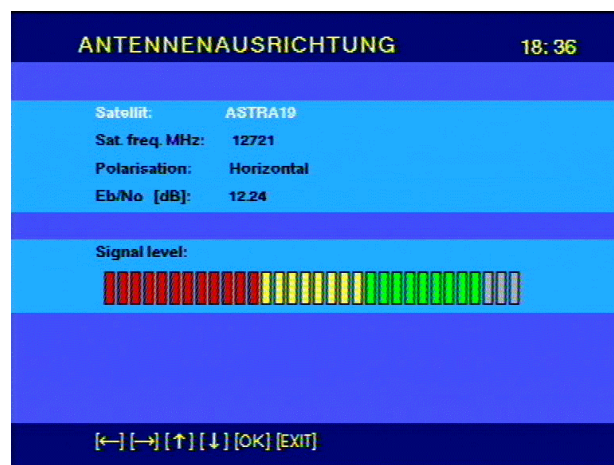 ANTENNENAUSRICHTUNG 18:36
Satellit: ASTRA19
Sat. freq. MHz: 12721
Polarisation: Horizontal
Eb/No [dB]: 12.24
Signal level:
[←] [→] [↑] [↓] [OK] [EXIT]